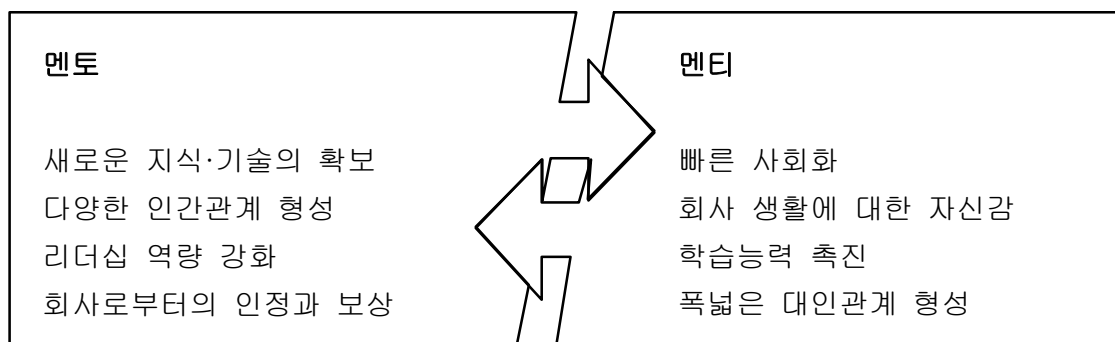 멘토
새로운 지식·기술의 확보
다양한 인간관계 형성
리더십 역량 강화
회사로부터의 인정과 보상
멘티
빠른 사회화
회사 생활에 대한 자신감
학습능력 촉진
폭넓은 대인관계 형성